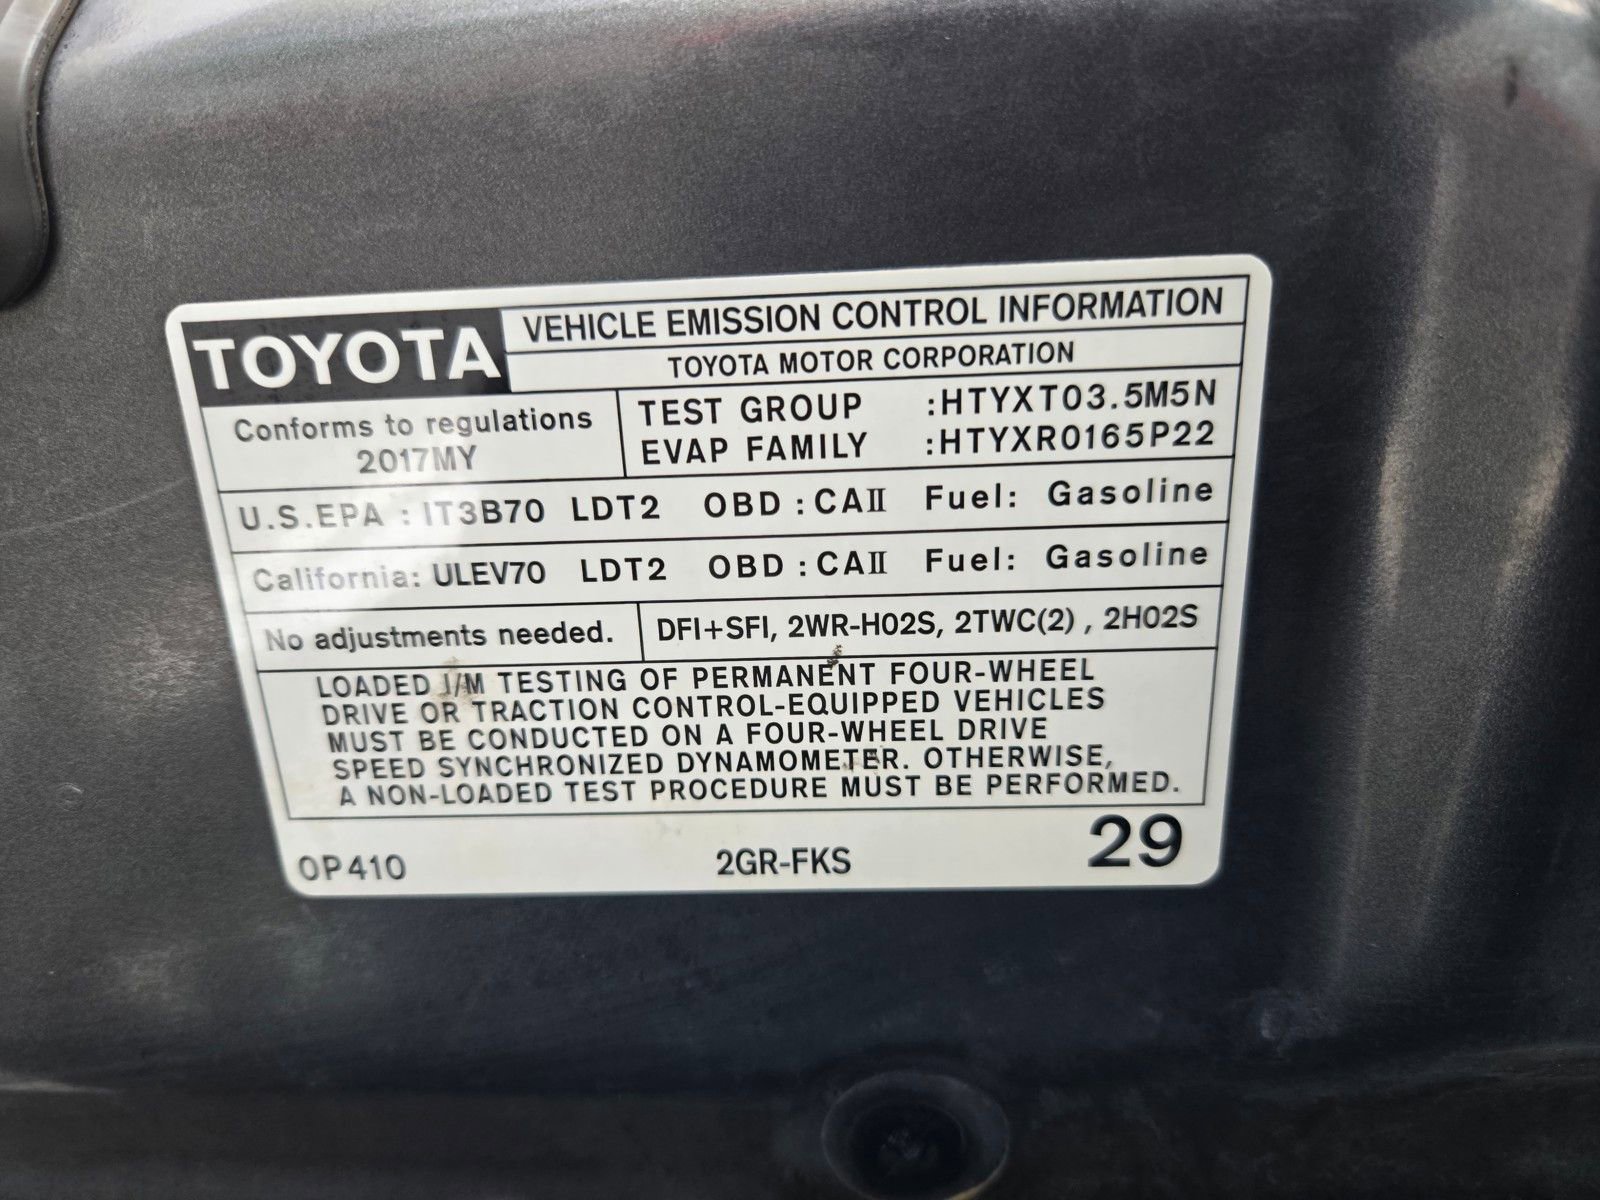 TOYOTA
VEHICLE EMISSION CONTROL INFORMATION
TOYOTA MOTOR CORPORATION
Conforms to regulations
2017MY
TEST GROUP :HTYXT03.5M5N
EVAP FAMILY :HTYXR0165P22
U.S.EPA : IT3B70 LDT2 OBD : CAII Fuel: Gasoline
California: ULEV70 LDT2 OBD : CAII Fuel: Gasoline
No adjustments needed.
DFI+SFI, 2WR-HO2S, 2TWC(2) , 2HO2S
LOADED I/M TESTING OF PERMANENT FOUR-WHEEL
DRIVE OR TRACTION CONTROL-EQUIPPED VEHICLES
MUST BE CONDUCTED ON A FOUR-WHEEL DRIVE
SPEED SYNCHRONIZED DYNAMOMETER. OTHERWISE,
A NON-LOADED TEST PROCEDURE MUST BE PERFORMED.
0P410
2GR-FKS
29